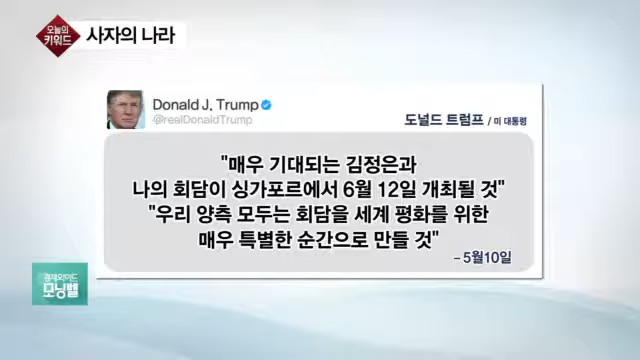 오늘의
키워드
사자의 나라
Donald J. Trump
@realDonaldTrump
도널드 트럼프 / 미 대통령
"매우 기대되는 김정은과
나의 회담이 싱가포르에서 6월 12일 개최될 것"
"우리 양측 모두는 회담을 세계 평화를 위한
매우 특별한 순간으로 만들 것"
– 5월10일
경제와이드
모닝벨